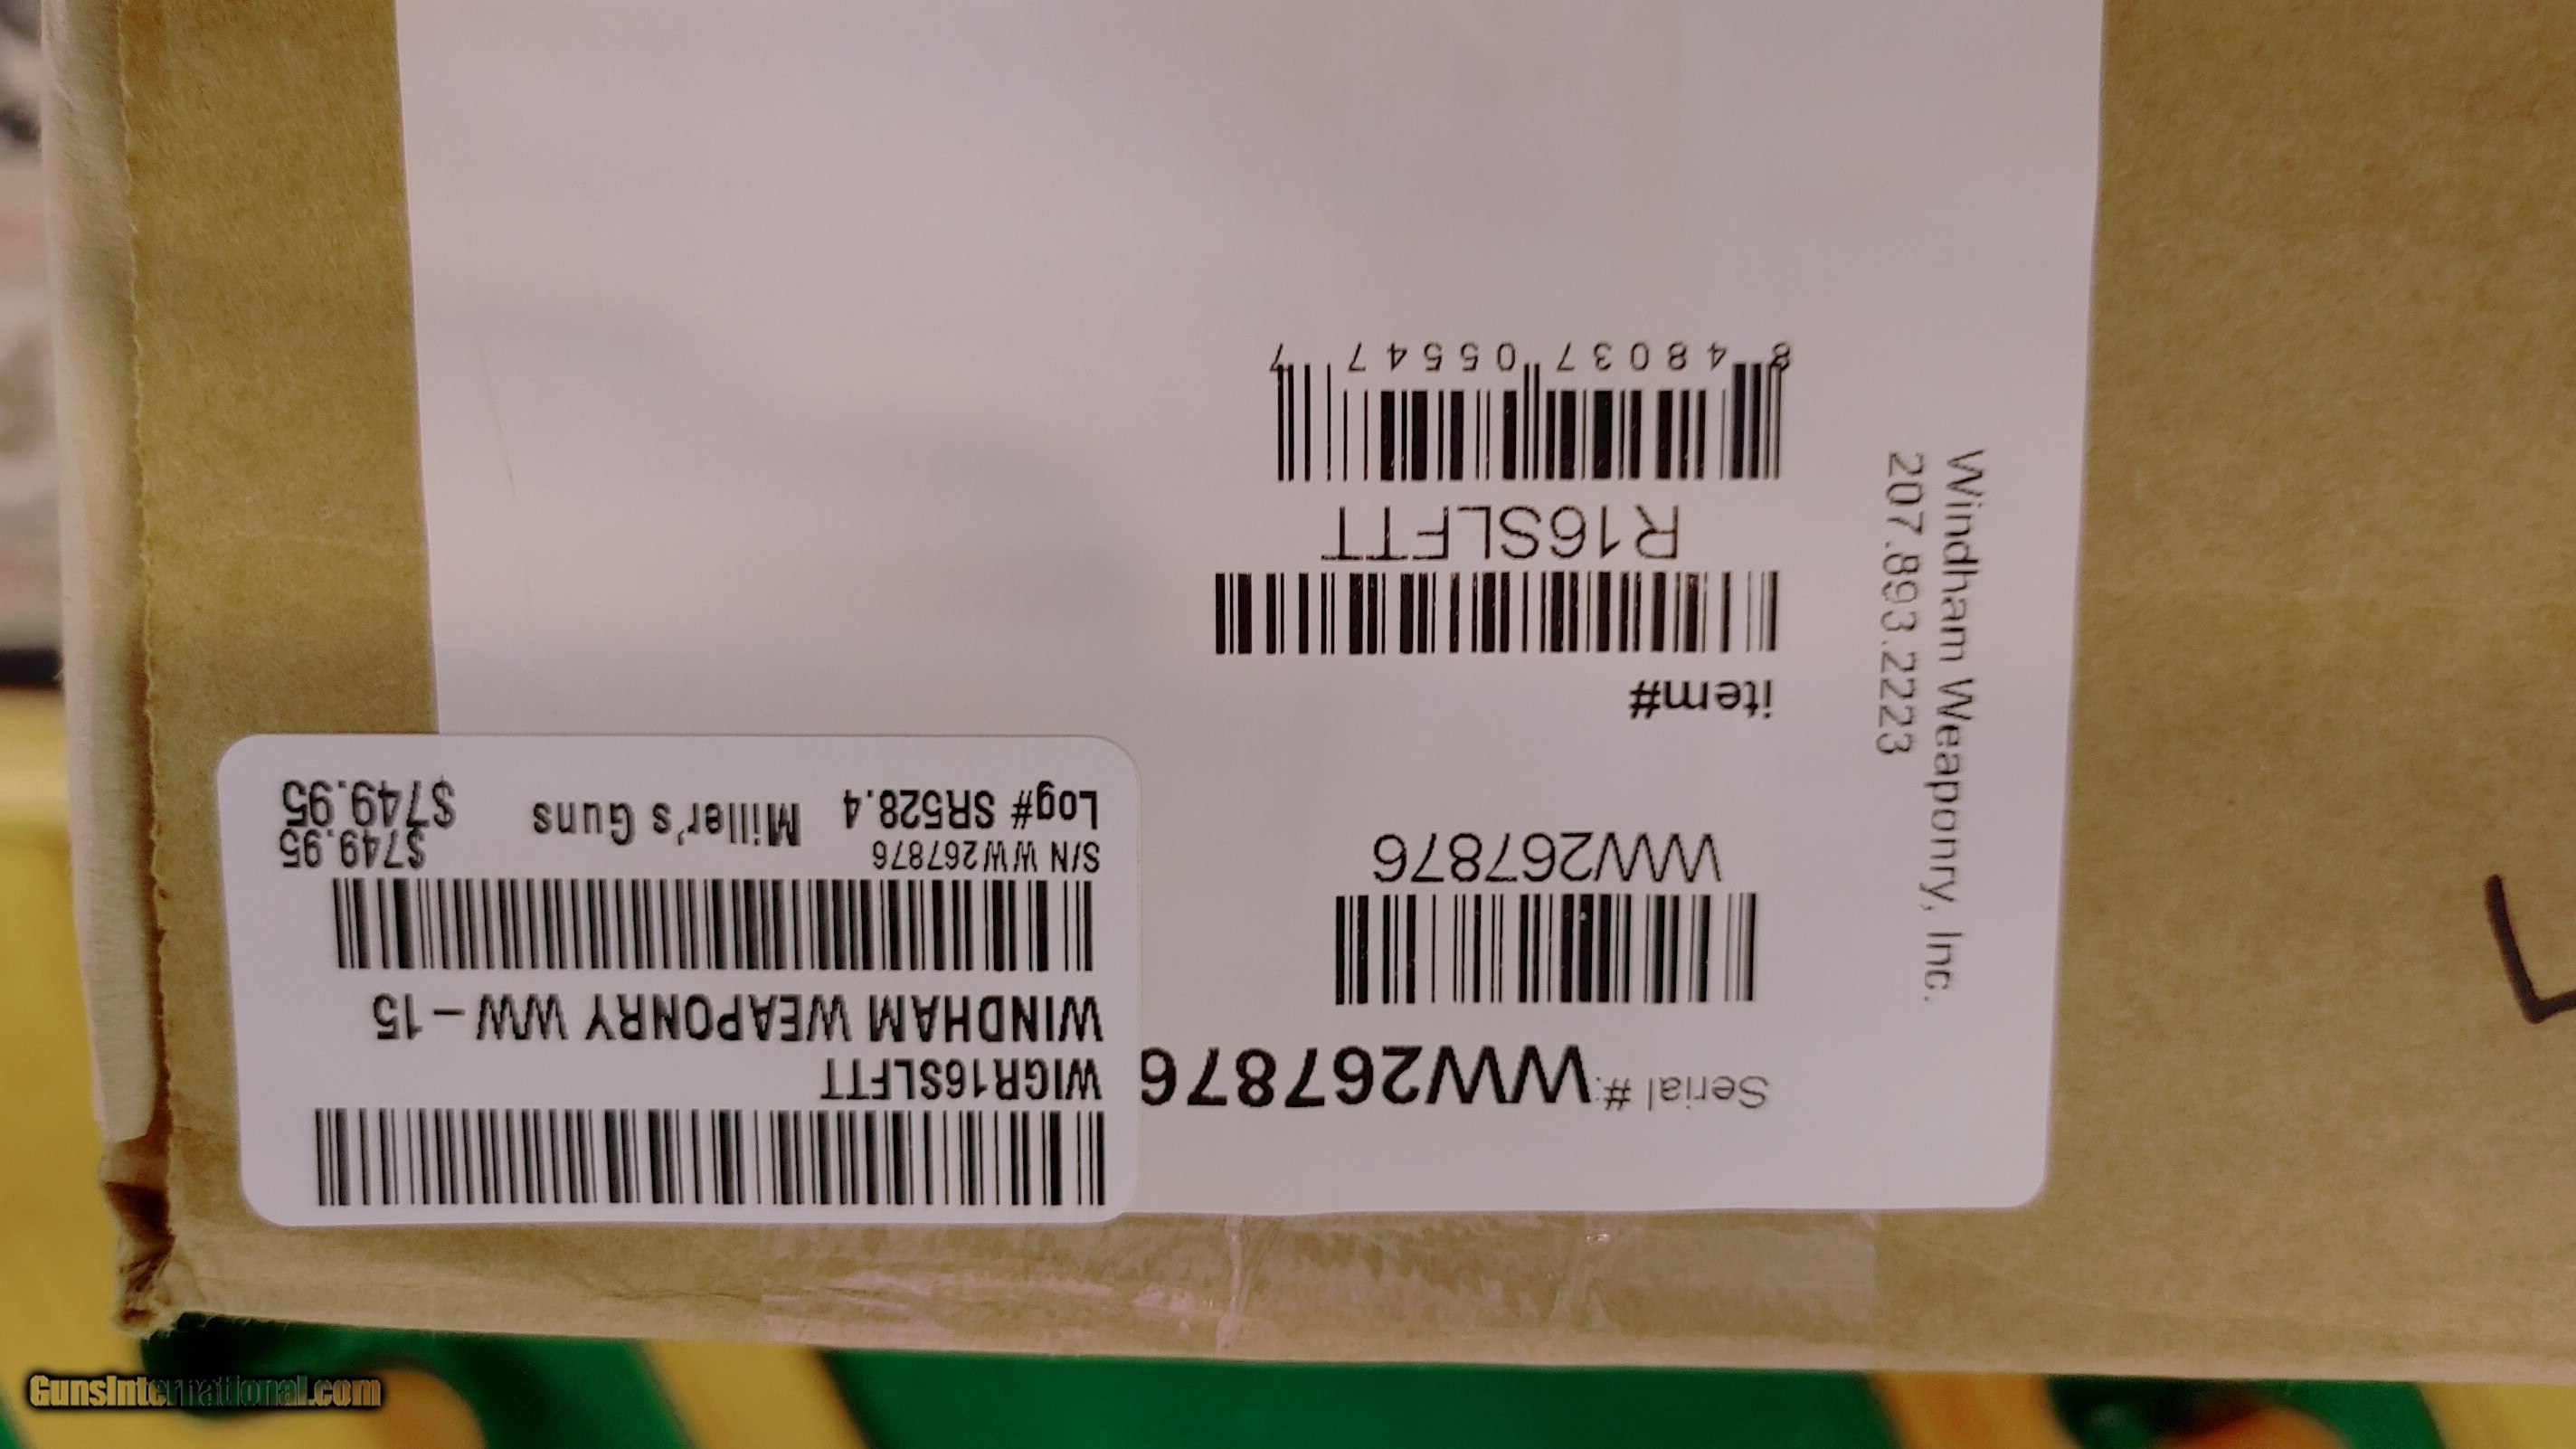 Serial #: WW267876
WW267876
item#
R16SLFTT
8 48037 05547 7
Windham Weaponry, Inc.
207.893.2223
WIGR16SLFTT
WINDHAM WEAPONRY WW-15
S/N WW267876
$749.95
Log# SR528.4
Miller's Guns
$749.95
GunsInternational.com